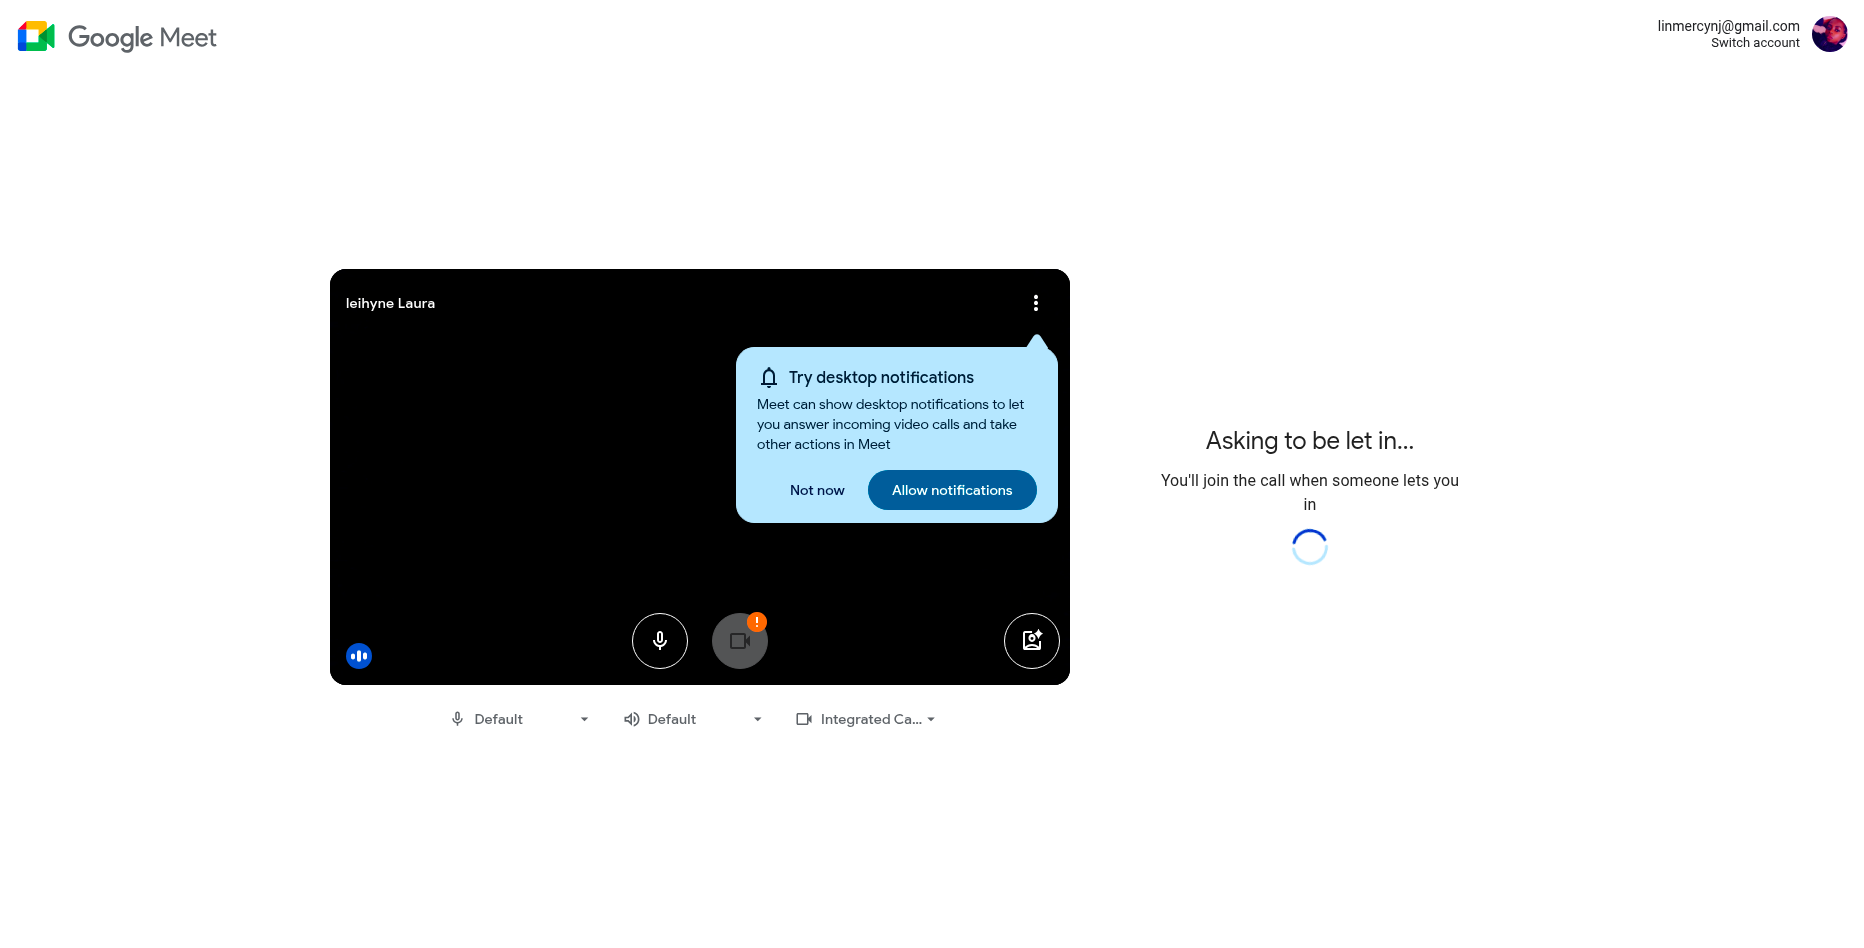 Google Meet
linmercynj@gmail.com
Switch account
leihyne Laura
Try desktop notifications
Meet can show desktop notifications to let
you answer incoming video calls and take
other actions in Meet
Not now
Allow notifications
!
Default
Default
Integrated Ca...
Asking to be let in...
You'll join the call when someone lets you
in